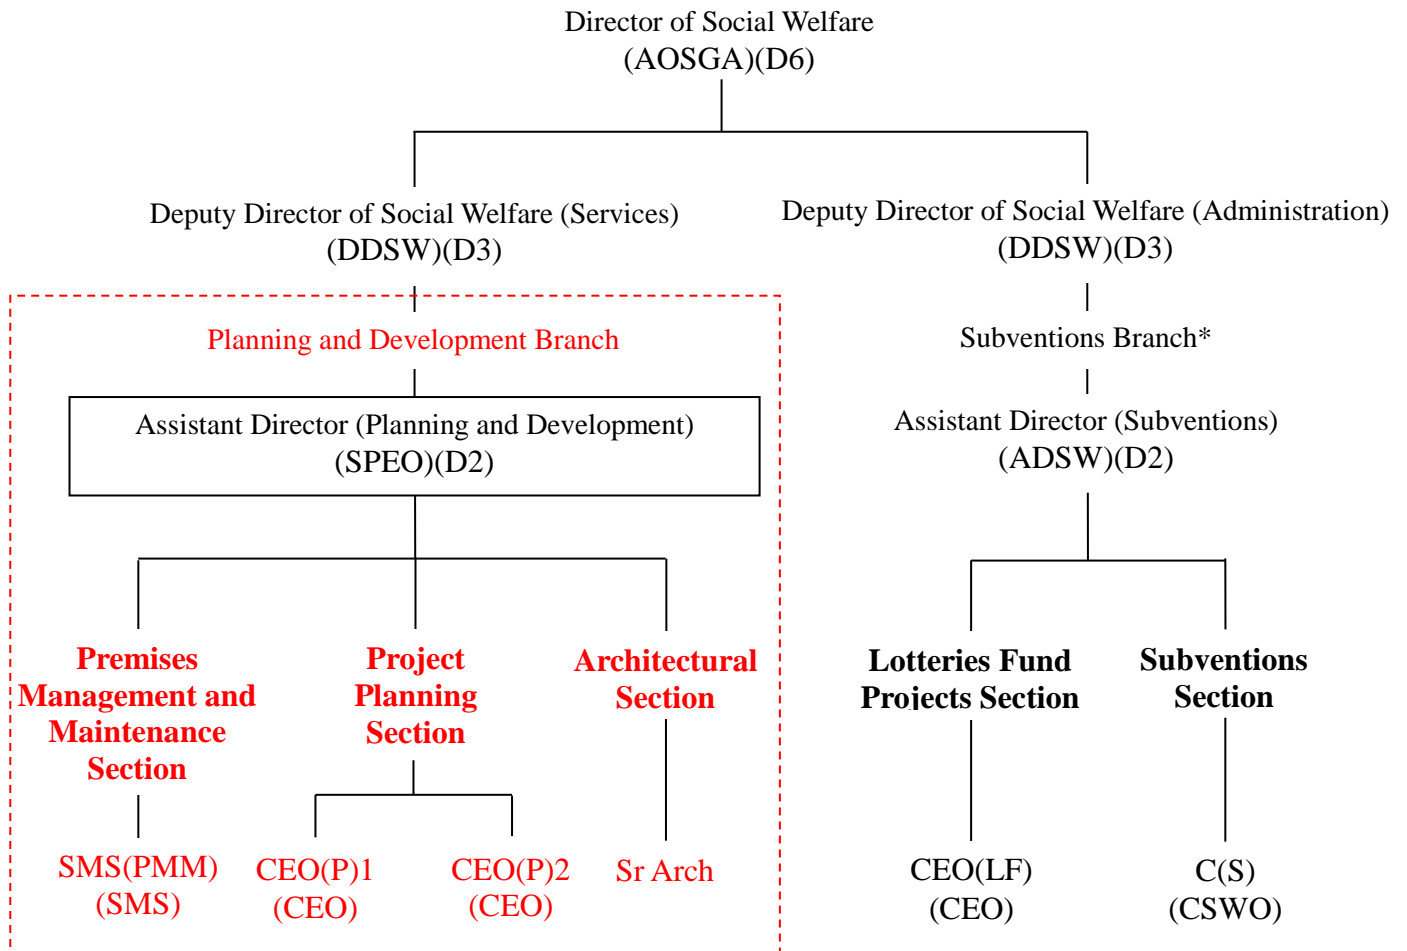 Director of Social Welfare
(AOSGA)(D6)
Deputy Director of Social Welfare (Services)
(DDSW)(D3)
Deputy Director of Social Welfare (Administration)
(DDSW)(D3)
Planning and Development Branch
Subventions Branch*
Assistant Director (Planning and Development)
(SPEO)(D2)
Assistant Director (Subventions)
(ADSW)(D2)
Premises
Management and
Maintenance
Section
Project
Planning
Section
Architectural
Section
Lotteries Fund
Projects Section
Subventions
Section
SMS(PMM)
(SMS)
CEO(P)1
(CEO)
CEO(P)2
(CEO)
Sr Arch
CEO(LF)
(CEO)
C(S)
(CSWO)